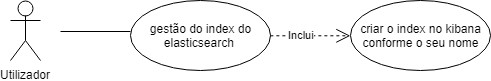 gestão do index do
elasticsearch
Inclui
criar o index no kibana
conforme o seu nome
Utilizador